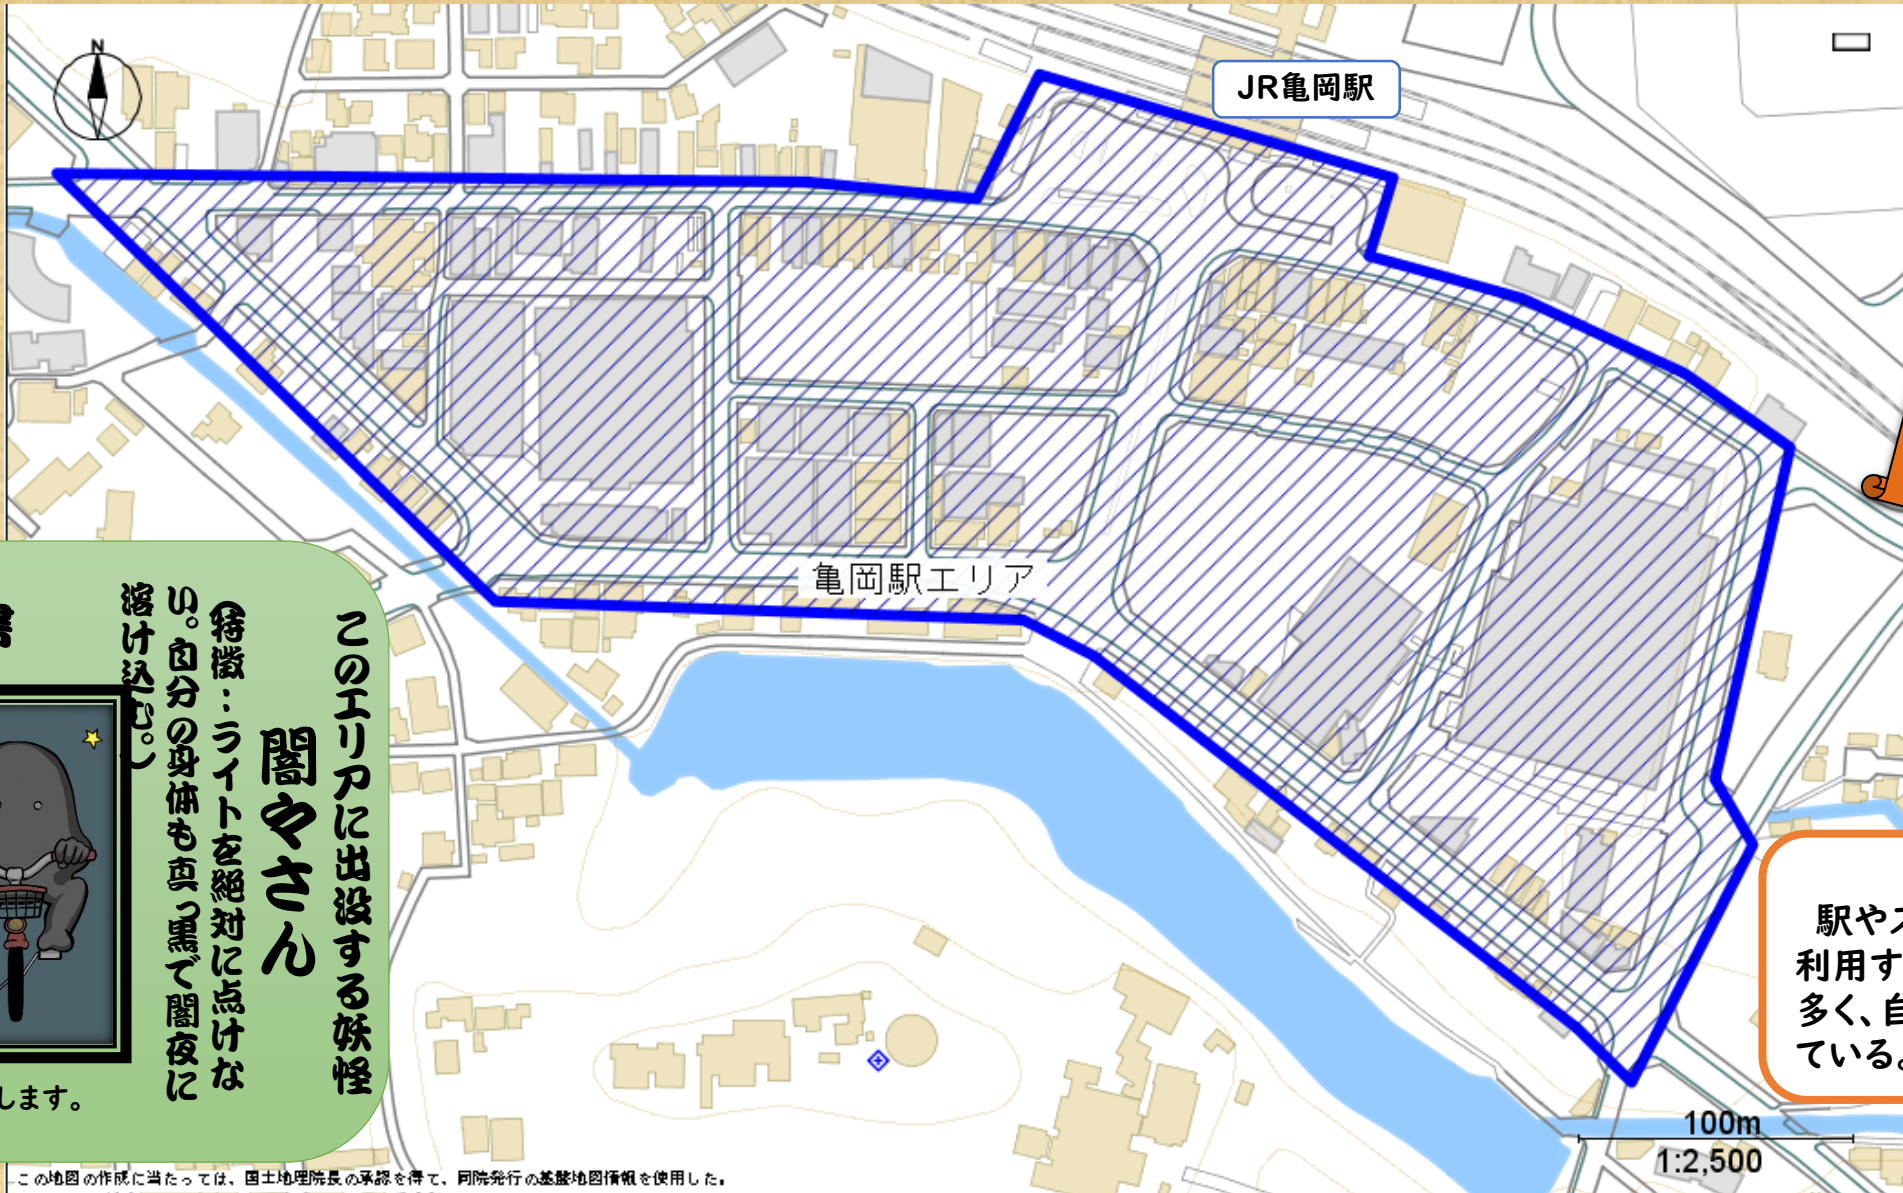 N
JR亀岡駅
亀岡駅エリア
このエリアに出没する妖怪
闇夜さん
(特徴:ライトを絶対に点けな
い。自分の身体も真っ黒で闇夜に
溶け込む。)
します。
駅やス
利用す
多く、自
ている。
100m
1:2,500
この地図の作成に当たっては、国土地理院長の承認を得て、同院発行の基盤地図情報を使用した。